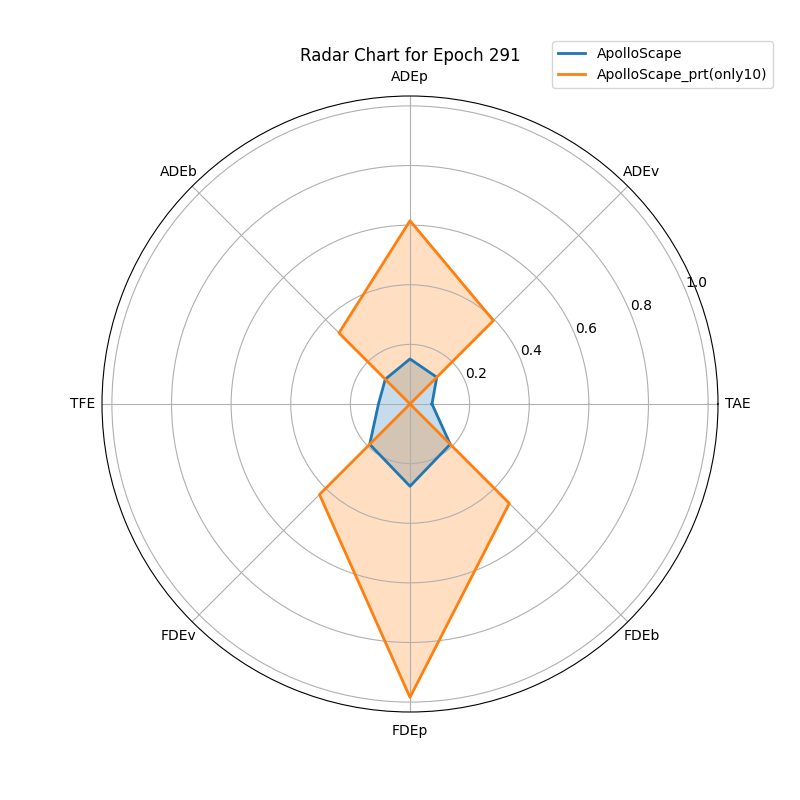 Radar Chart for Epoch 291
ApolloScape
ApolloScape_prt(only10)
ADEp
ADEb
ADEv
1.0
0.8
0.6
0.4
0.2
TFE
TAE
FDEv
FDEb
FDEp